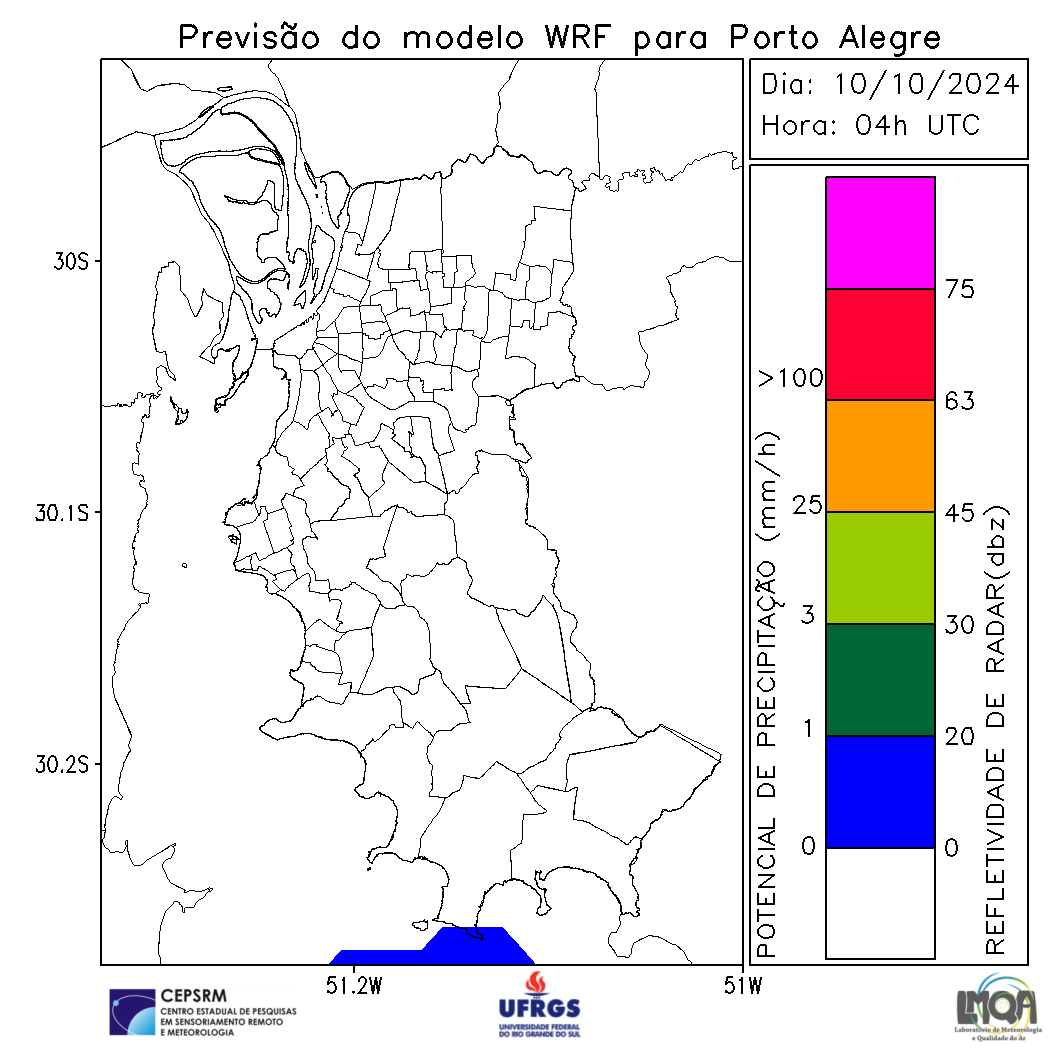 Previsão do modelo WRF para Porto Alegre
Dia: 10/10/2024
Hora: 04h UTC
30S
30.1S
30.2S
51.2W
51W
POTENCIAL DE PRECIPITAÇÃO (mm/h)
>100
25
3
1
0
75
63
45
30
20
0
REFLETIVIDADE DE RADAR(dbz)
CEPSRM
CENTRO ESTADUAL DE PESQUISAS
EM SENSORIAMENTO REMOTO
E METEOROLOGIA
UFRGS
UNIVERSIDADE FEDERAL
DO RIO GRANDE DO SUL
LMQA
Laboratório de Meteorologia
e Qualidade do Ar